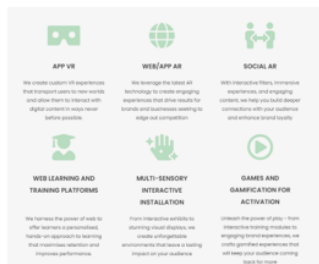 APP VR
We create custom VR experiences
that transport users to new worlds
and allow them to interact with
digital content in ways never
before possible.
WEB/APP AR
We leverage the latest AR
technology to create engaging
experiences that drive results for
brands and businesses seeking to
edge out competition
SOCIAL AR
With interactive filters, immersive
experiences, and engaging
content, we help you build deeper
connections with your audience
and enhance brand loyalty
WEB LEARNING AND
TRAINING PLATFORMS
We harness the power of web to
offer learners a personalised,
hands-on approach to learning
that maximises retention and
improves performance.
MULTI-SENSORY
INTERACTIVE
INSTALLATION
From interactive exhibits to
stunning visual displays, we
create unforgettable
environments that leave a lasting
impact on your audience
GAMES AND
GAMIFICATION FOR
ACTIVATION
Unleash the power of play - from
interactive training modules to
engaging brand experiences, we
crafts gamified experiences that
will keep your audience coming
back for more